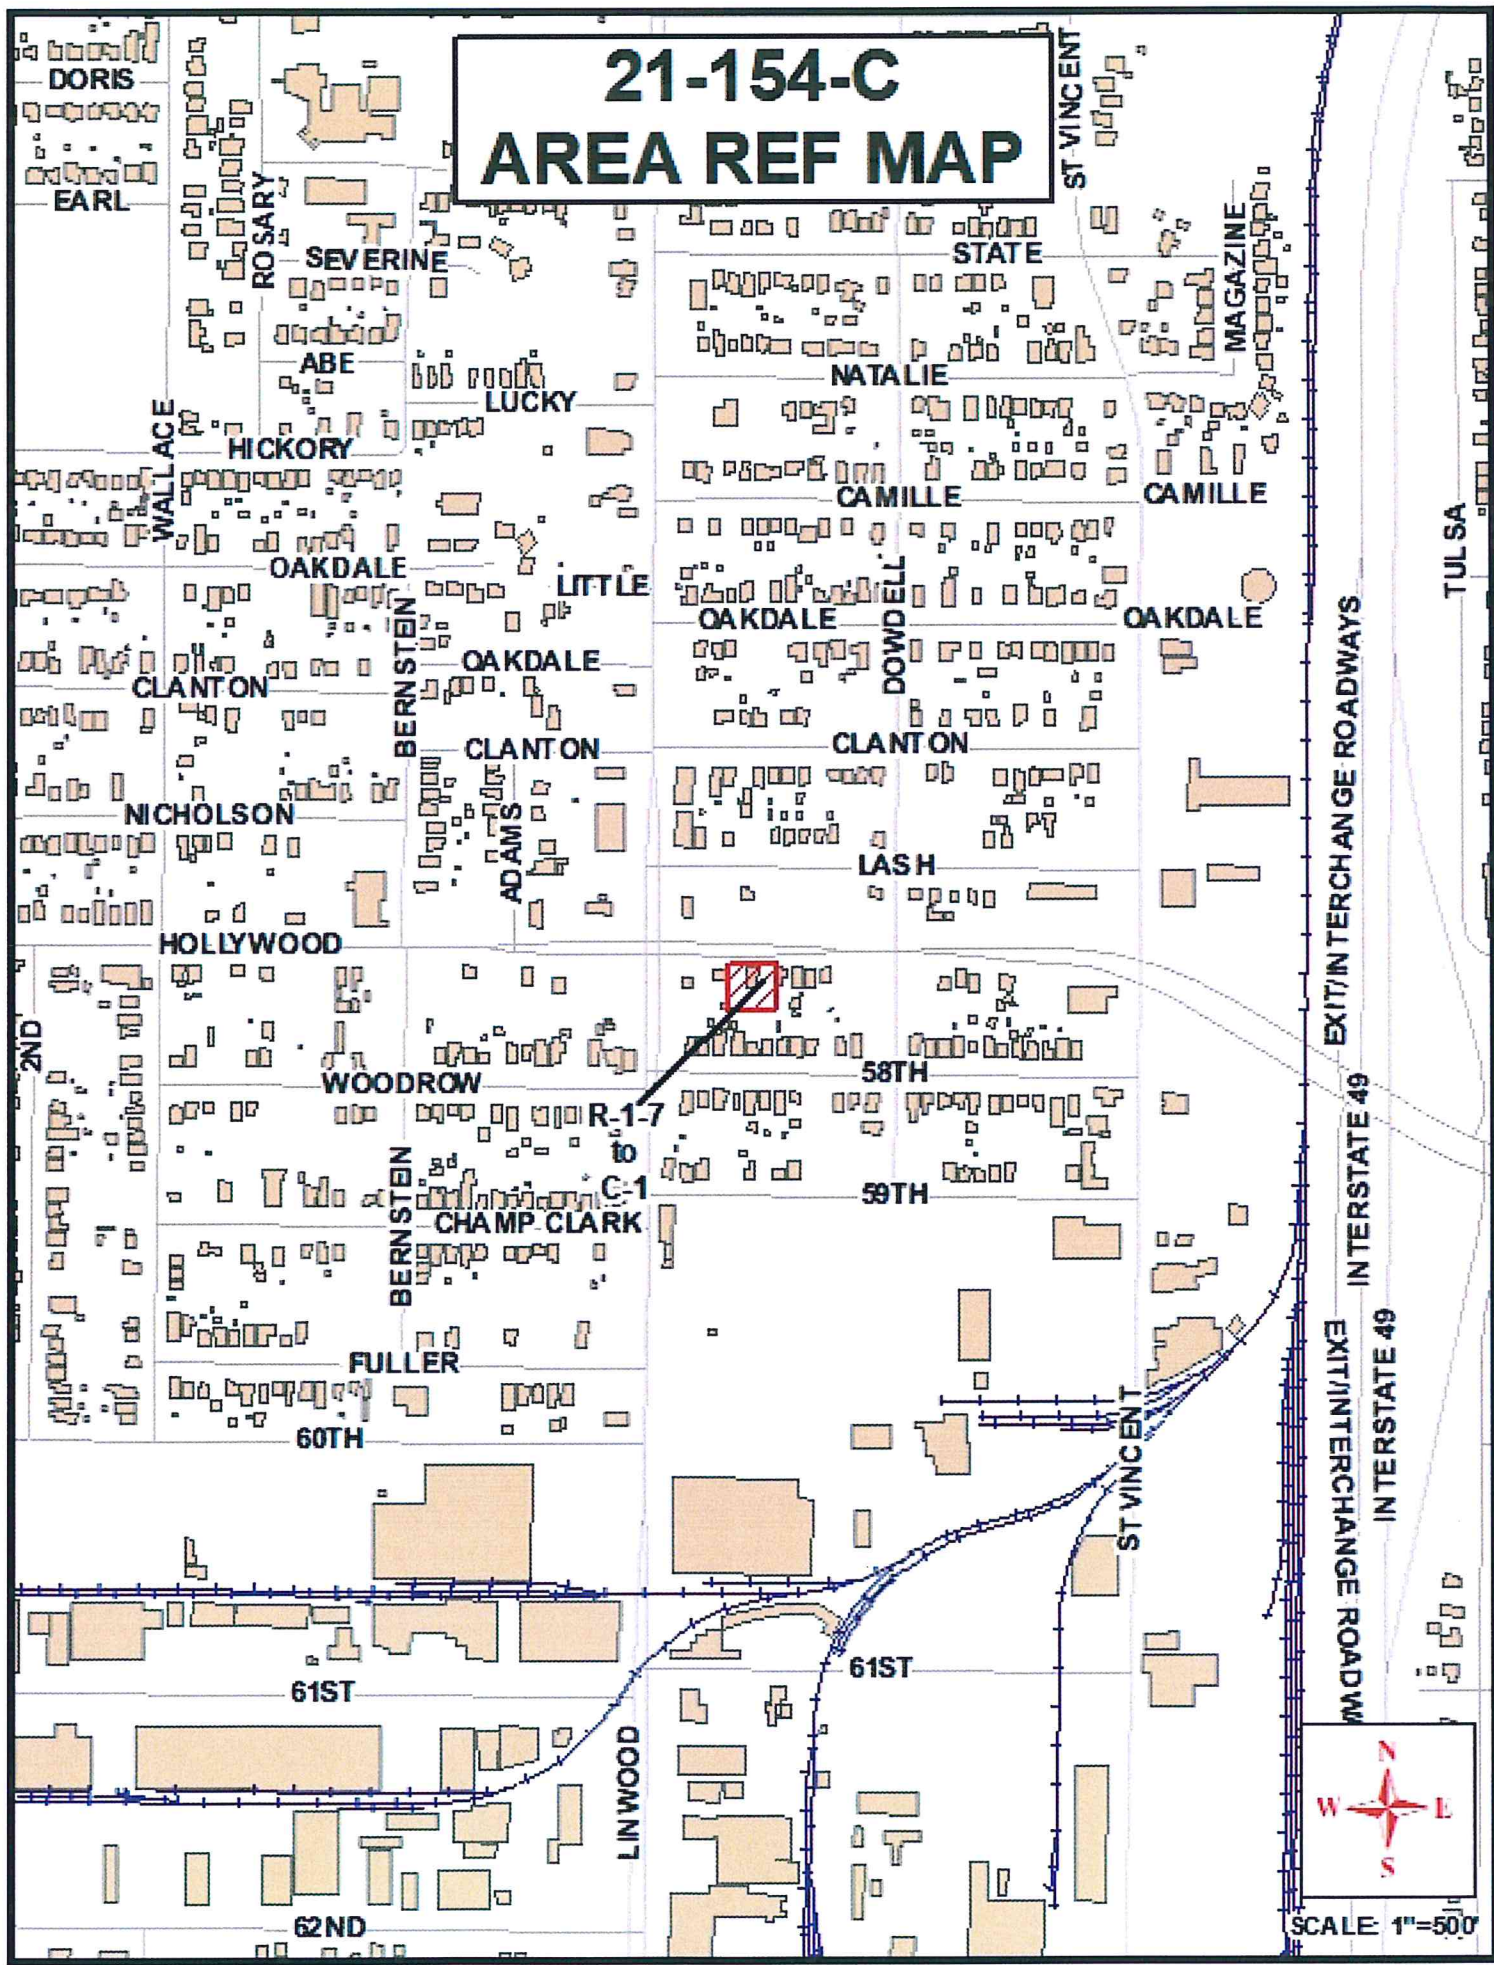 21-154-C
AREA REF MAP
ST VINCENT
DORIS
EARL
ROSARY
SEVERINE
STATE
MAGAZINE
ABE
NATALIE
LUCKY
WALLACE
HICKORY
CAMILLE
CAMILLE
TULSA
OAKDALE
LITTLE
DOWDELL
OAKDALE
OAKDALE
BERNSTEIN
OAKDALE
CLANTON
CLANTON
CLANTON
EXIT/INTERCHANGE ROADWAYS
NICHOLSON
ADAMS
LASH
HOLLYWOOD
2ND
WOODROW
58TH
R-1-7
to
C-1
INTERSTATE 49
BERNSTEIN
59TH
CHAMP CLARK
FULLER
EXIT/INTERCHANGE ROADW
INTERSTATE 49
ST VINCENT
60TH
61ST
61ST
LINWOOD
N
W E
S
62ND
SCALE: 1"=500'